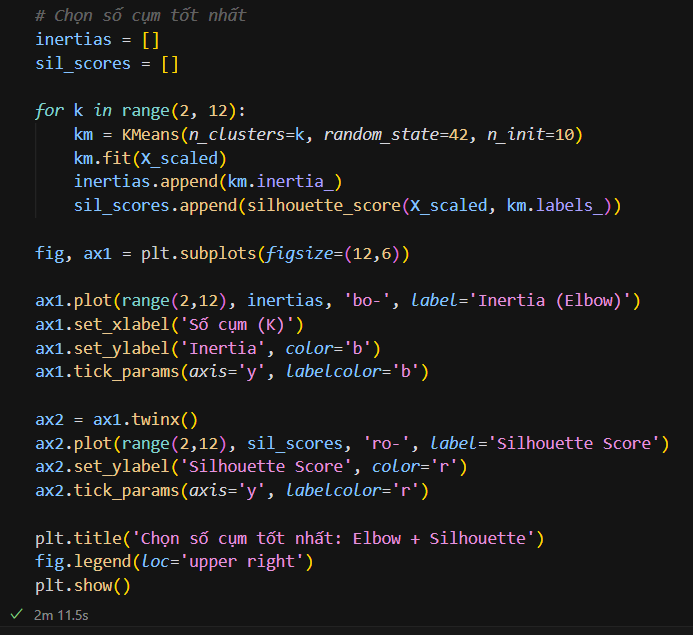 # Chọn số cụm tốt nhất
inertias = []
sil_scores = []
for k in range(2, 12):
km = KMeans(n_clusters=k, random_state=42, n_init=10)
km.fit(X_scaled)
inertias.append(km.inertia_)
sil_scores.append(silhouette_score(X_scaled, km.labels_))
fig, ax1 = plt.subplots(figsize=(12,6))
ax1.plot(range(2,12), inertias, 'bo-', label='Inertia (Elbow)')
ax1.set_xlabel('Số cụm (K)')
ax1.set_ylabel('Inertia', color='b')
ax1.tick_params(axis='y', labelcolor='b')
ax2 = ax1.twinx()
ax2.plot(range(2,12), sil_scores, 'ro-', label='Silhouette Score')
ax2.set_ylabel('Silhouette Score', color='r')
ax2.tick_params(axis='y', labelcolor='r')
plt.title('Chọn số cụm tốt nhất: Elbow + Silhouette')
fig.legend(loc='upper right')
plt.show()
✓ 2m 11.5s